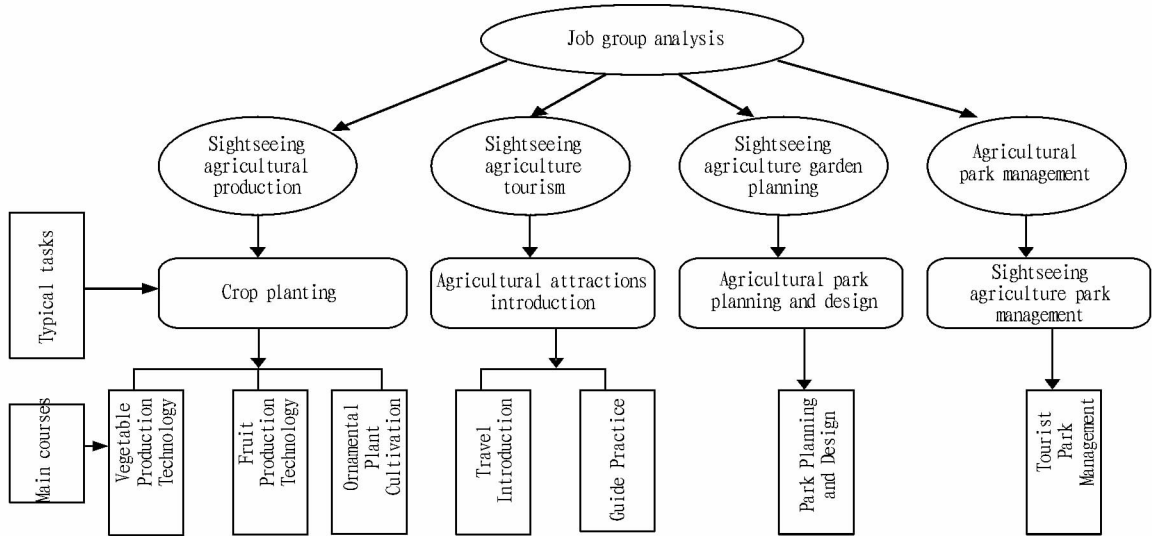 Job group analysis
Sightseeing
agricultural
production
Sightseeing
agriculture
tourism
Sightseeing
agriculture garden
planning
Agricultural
park management
Typical tasks
Crop planting
Agricultural attractions
introduction
Agricultural park
planning and design
Sightseeing
agriculture park
management
Main courses
Vegetable
Production
Technology
Fruit
Production
Technology
Ornamental
Plant
Cultivation
Travel
Introduction
Guide Practice
Park Planning
and Design
Tourist
Park
Management